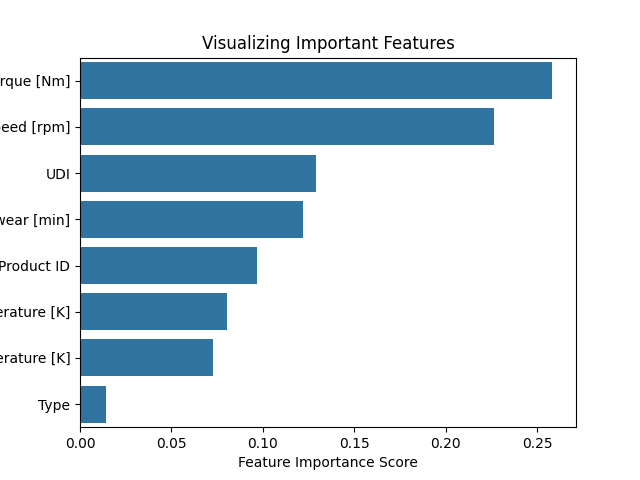 Visualizing Important Features
rque [Nm]
eed [rpm]
UDI
wear [min]
Product ID
erature [K]
erature [K]
Type
0.00 0.05 0.10 0.15 0.20 0.25
Feature Importance Score